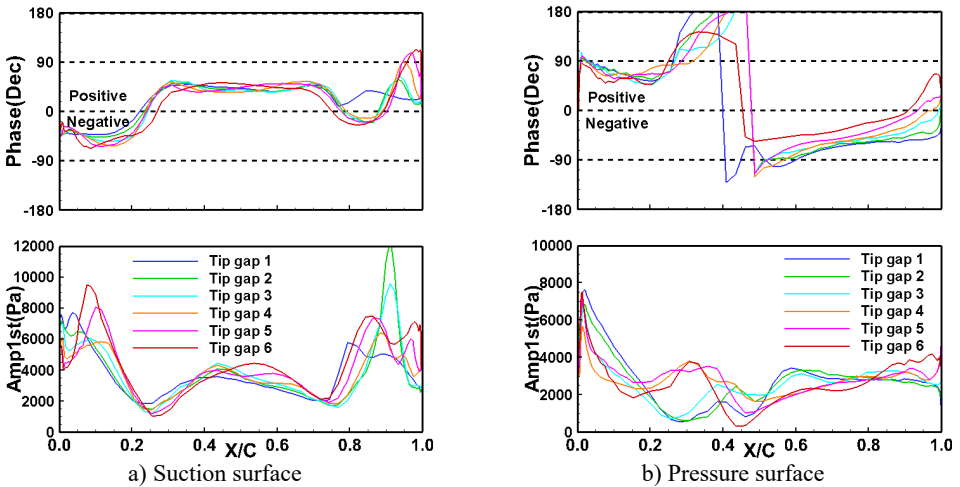 180
90
0
-90
-180
Phase(Dec)
Positive
Negative
180
90
0
-90
-180
Phase(Dec)
Positive
Negative
12000
10000
8000
6000
4000
2000
0
Amp1st(Pa)
Tip gap 1
Tip gap 2
Tip gap 3
Tip gap 4
Tip gap 5
Tip gap 6
0.0 0.2 0.4 0.6 0.8 1.0
X/C
10000
8000
6000
4000
2000
0
Amp1st(Pa)
Tip gap 1
Tip gap 2
Tip gap 3
Tip gap 4
Tip gap 5
Tip gap 6
0.0 0.2 0.4 0.6 0.8 1.0
X/C
a) Suction surface
b) Pressure surface